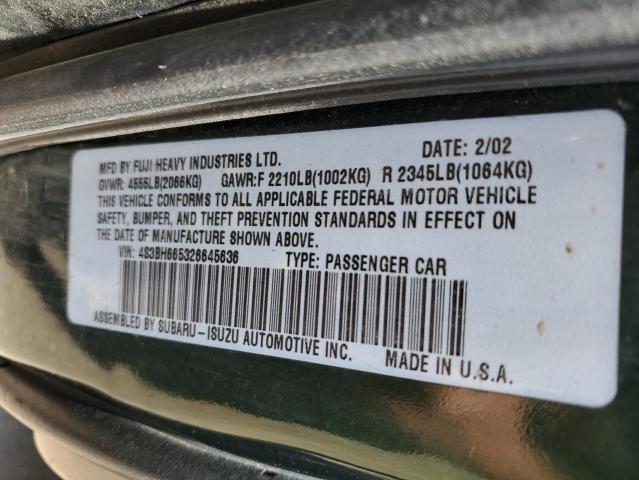 MFD BY FUJI HEAVY INDUSTRIES LTD. DATE: 2/02
GVWR: 4555LB(2066KG) GAWR:F 2210LB(1002KG) R 2345LB(1064KG)
THIS VEHICLE CONFORMS TO ALL APPLICABLE FEDERAL MOTOR VEHICLE
SAFETY, BUMPER, AND THEFT PREVENTION STANDARDS IN EFFECT ON
THE DATE OF MANUFACTURE SHOWN ABOVE.
VIN: 4S3BH665326645636 TYPE: PASSENGER CAR
ASSEMBLED BY SUBARU-ISUZU AUTOMOTIVE INC. MADE IN U.S.A.